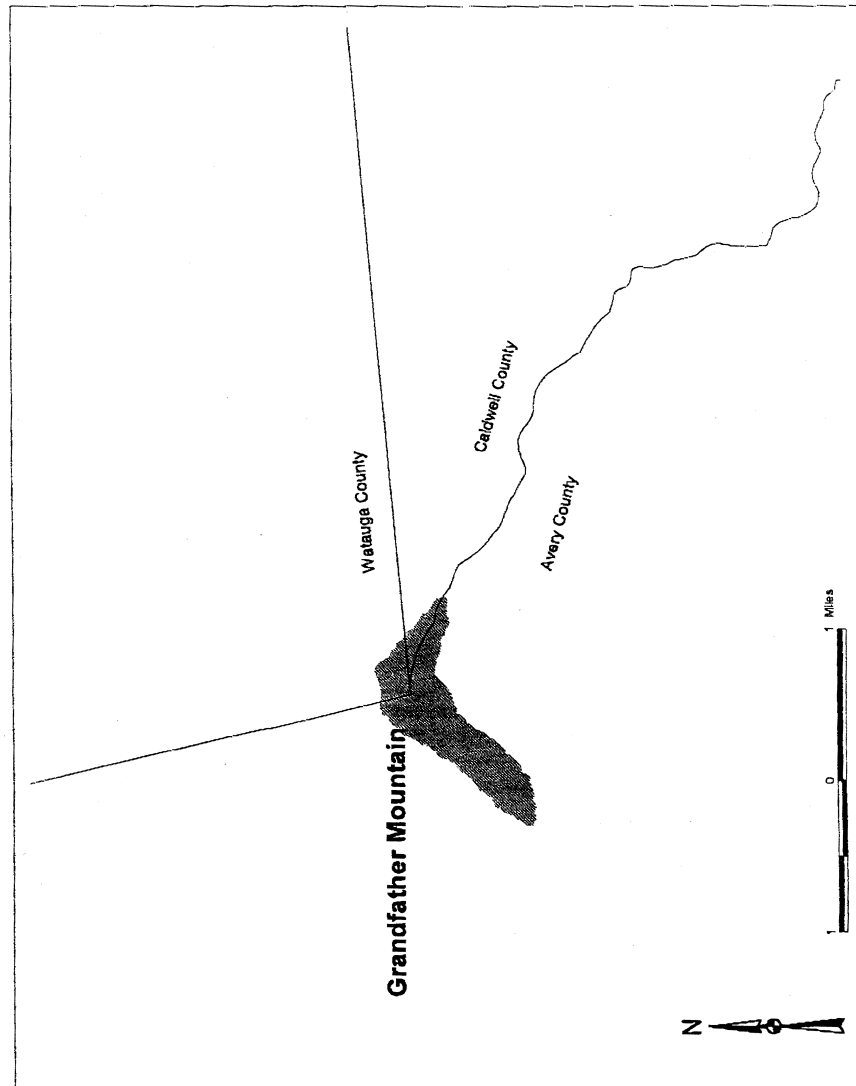 Watauga County
Grandfather Mountain
Caldwell County
Avery County
1 0 1 Miles
N